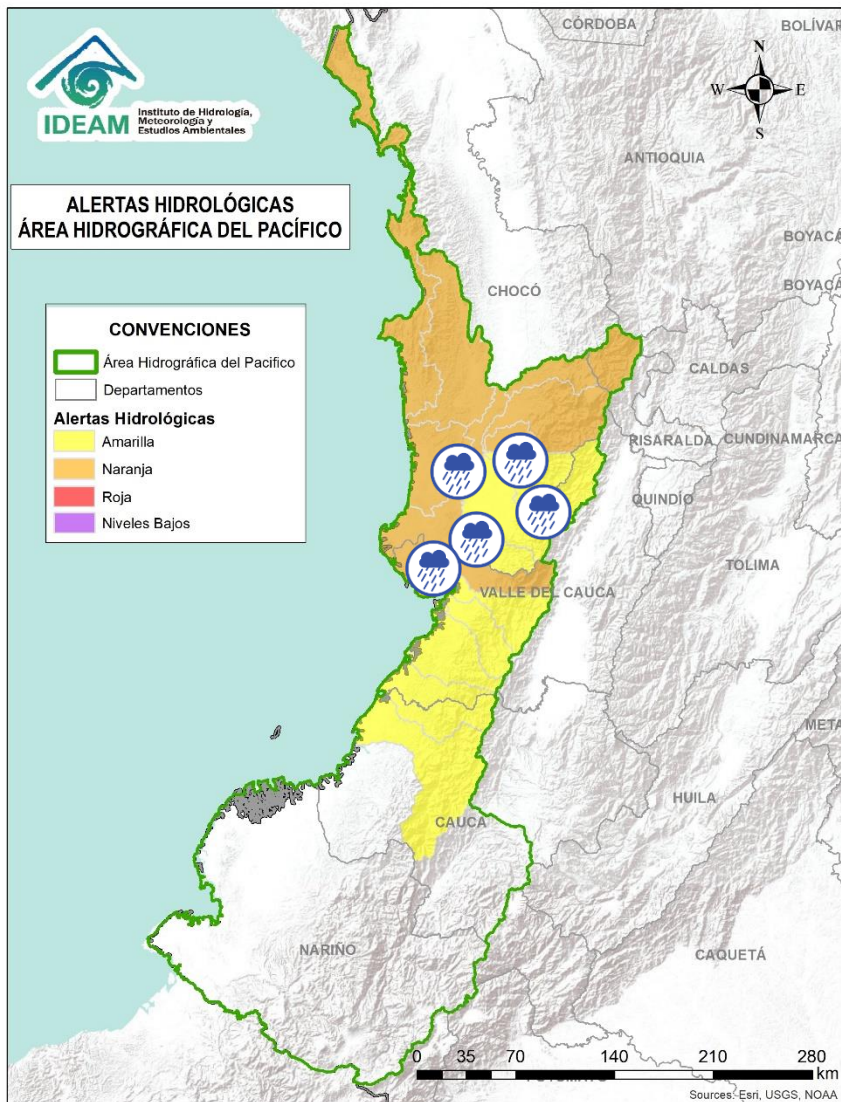 IDEAM
Instituto de Hidrología,
Meteorología y
Estudios Ambientales
ALERTAS HIDROLÓGICAS
ÁREA HIDROGRÁFICA DEL PACÍFICO
CONVENCIONES
Área Hidrográfica del Pacifico
Departamentos
Alertas Hidrológicas
Amarilla
Naranja
Roja
Niveles Bajos
N
W
E
S
CÓRDOBA
BOLÍVAR
ANTIOQUIA
BOYACÁ
BOYACÁ
CHOCÓ
CALDAS
RISARALDA
CUNDINAMARCA
QUINDÍO
TOLIMA
VALLE DEL CAUCA
META
HUILA
CAUCA
NARIÑO
CAQUETÁ
0 35 70 140 210 280
km
Sources: Esri, USGS, NOAA